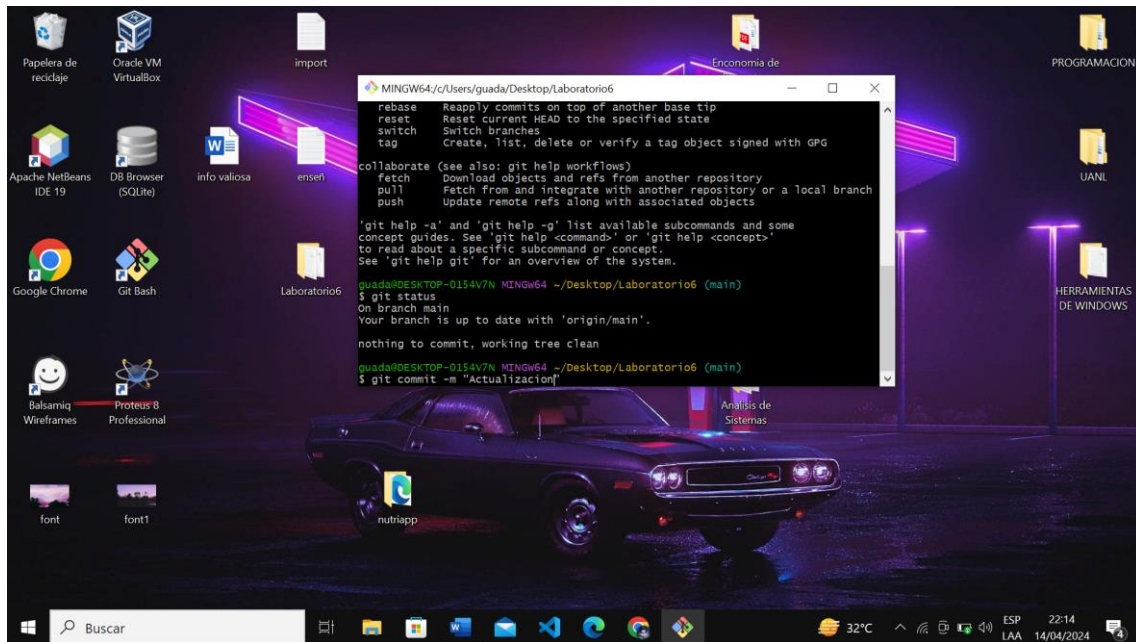 Papelera de
reciclaje
Oracle VM
VirtualBox
import
Enconomia de
PROGRAMACION
MINGW64:/c/Users/guada/Desktop/Laboratorio6
rebase Reapply commits on top of another base tip
reset Reset current HEAD to the specified state
switch Switch branches
tag Create, list, delete or verify a tag object signed with GPG
collaborate (see also: git help workflows)
fetch Download objects and refs from another repository
pull Fetch from and integrate with another repository or a local branch
push Update remote refs along with associated objects
'git help -a' and 'git help -g' list available subcommands and some
concept guides. See 'git help <command>' or 'git help <concept>'
to read about a specific subcommand or concept.
See 'git help git' for an overview of the system.
guada@DESKTOP-O154V7N MINGW64 ~/Desktop/Laboratorio6 (main)
$ git status
On branch main
Your branch is up to date with 'origin/main'.
nothing to commit, working tree clean
guada@DESKTOP-O154V7N MINGW64 ~/Desktop/Laboratorio6 (main)
$ git commit -m "Actualizacion"
Apache NetBeans
IDE 19
DB Browser
(SQLite)
info valiosa
enseñ
UANL
Google Chrome
Git Bash
Laboratorio6
HERRAMIENTAS
DE WINDOWS
Balsamiq
Wireframes
Proteus 8
Professional
Analisis de
Sistemas
font
font1
nutriapp
Buscar
32°C
ESP
LAA
22:14
14/04/2024
4